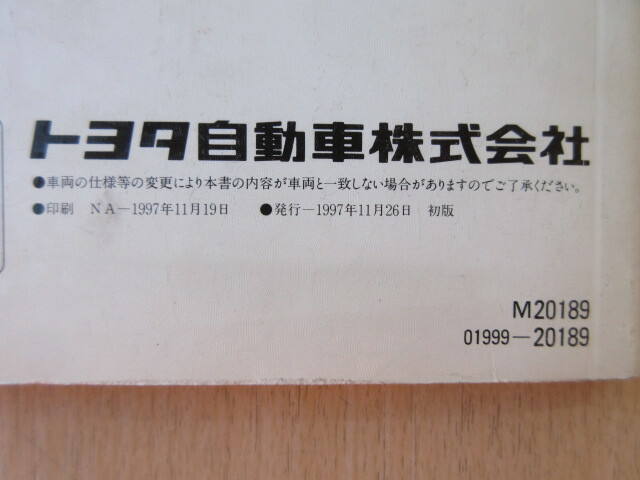 トヨタ自動車株式会社
●車両の仕様等の変更により本書の内容が車両と一致しない場合がありますのでご了承ください。
●印刷 NA－1997年11月19日 ●発行－1997年11月26日 初版
M20189
01999－20189